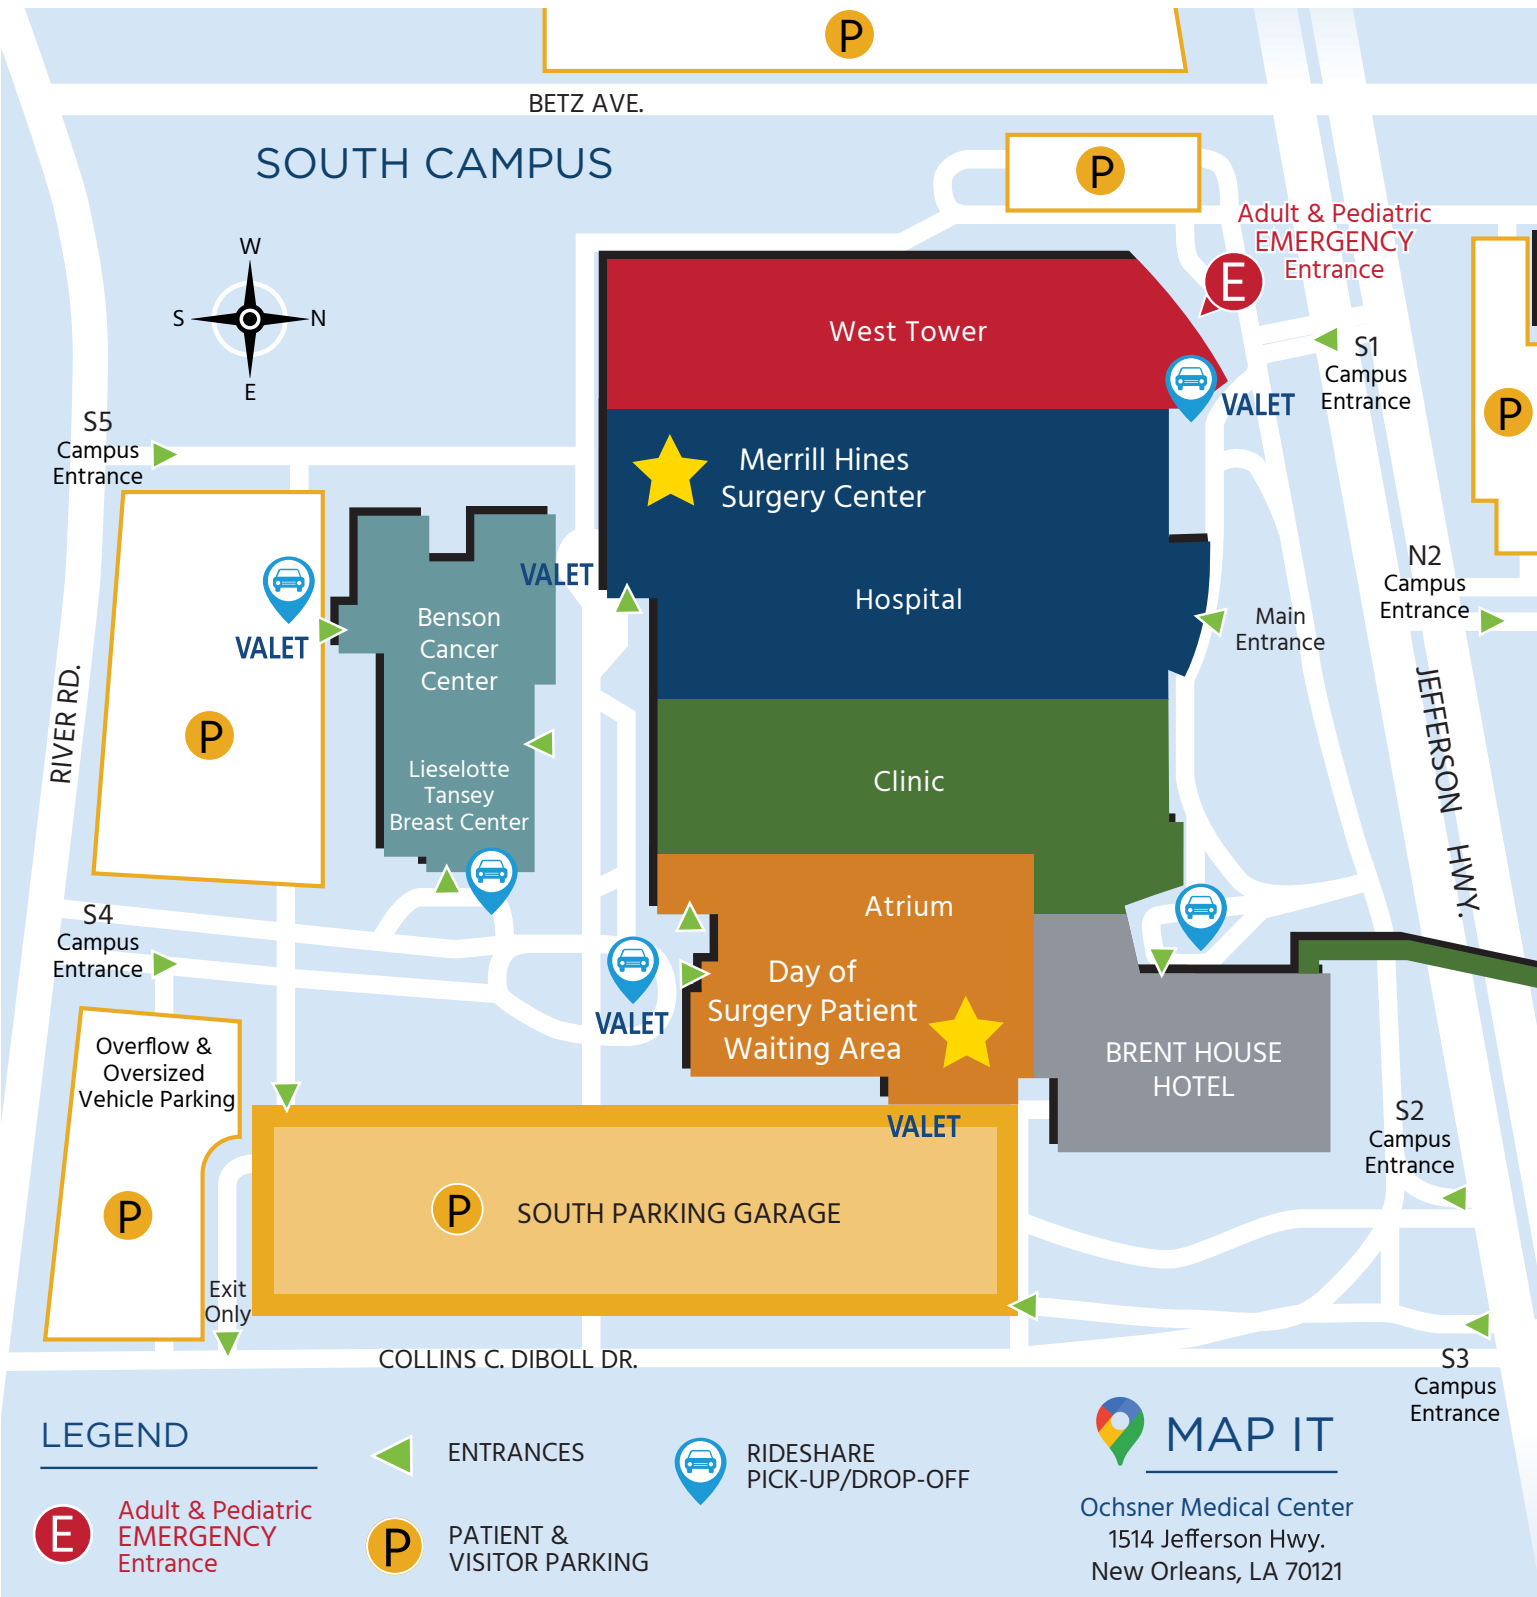 P
BETZ AVE.
SOUTH CAMPUS
P
Adult & Pediatric
EMERGENCY
Entrance
E
W
S
N
E
West Tower
S1
Campus
Entrance
VALET
P
S5
Campus
Entrance
Merrill Hines
Surgery Center
N2
Campus
Entrance
VALET
Hospital
Main
Entrance
Benson
Cancer
Center
VALET
P
RIVER RD.
JEFFERSON HWY.
Lieselotte
Tansey
Breast Center
Clinic
S4
Campus
Entrance
Atrium
Day of
Surgery Patient
Waiting Area
VALET
BRENT HOUSE
HOTEL
Overflow &
Oversized
Vehicle Parking
P
VALET
S2
Campus
Entrance
P
SOUTH PARKING GARAGE
Exit
Only
COLLINS C. DIBOLL DR.
S3
Campus
Entrance
LEGEND
E
Adult & Pediatric
EMERGENCY
Entrance
ENTRANCES
P
PATIENT &
VISITOR PARKING
RIDESHARE
PICK-UP/DROP-OFF
MAP IT
Ochsner Medical Center
1514 Jefferson Hwy.
New Orleans, LA 70121